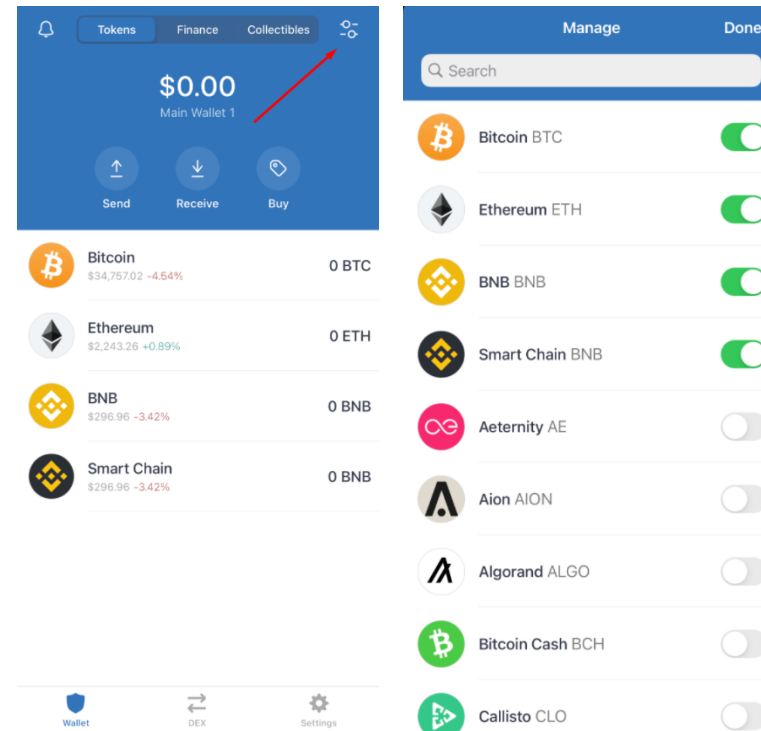 Tokens Finance Collectibles
$0.00
Main Wallet 1
Send Receive Buy
Bitcoin
$34,757.02 -4.54%
0 BTC
Ethereum
$2,243.26 +0.89%
0 ETH
BNB
$296.96 -3.42%
0 BNB
Smart Chain
$296.96 -3.42%
0 BNB
Wallet DEX Settings
Manage Done
Search
Bitcoin BTC
Ethereum ETH
BNB BNB
Smart Chain BNB
Aeternity AE
Aion AION
Algorand ALGO
Bitcoin Cash BCH
Callisto CLO